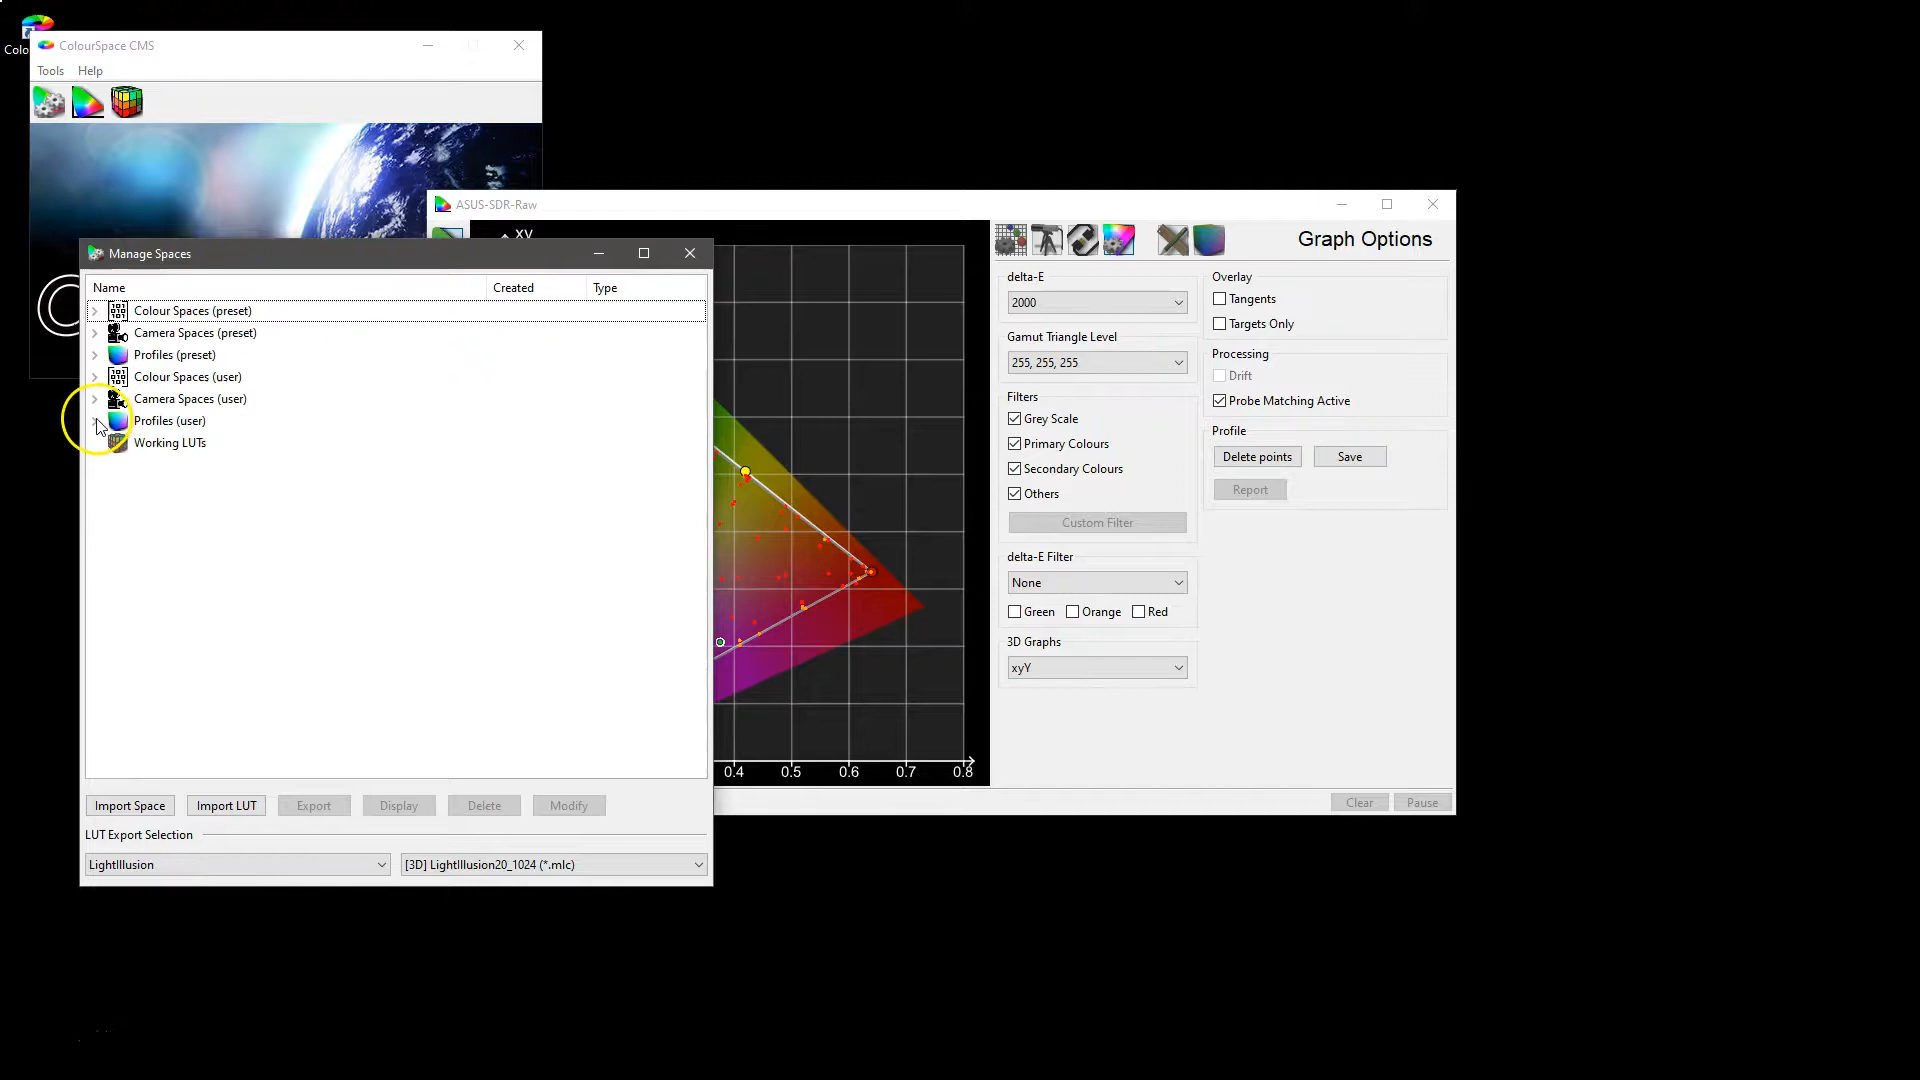 Colo
ColourSpace CMS
Tools
Help
ASUS-SDR-Raw
xy
Manage Spaces
Name
Created
Type
Colour Spaces (preset)
Camera Spaces (preset)
Profiles (preset)
Colour Spaces (user)
Camera Spaces (user)
Profiles (user)
Working LUTs
Import Space
Import LUT
Export
Display
Delete
Modify
LUT Export Selection
LightIllusion
[3D] LightIllusion20_1024 (*.mlc)
0.4
0.5
0.6
0.7
0.8
Graph Options
delta-E
2000
Gamut Triangle Level
255, 255, 255
Filters
Grey Scale
Primary Colours
Secondary Colours
Others
Custom Filter
delta-E Filter
None
Green
Orange
Red
3D Graphs
xyY
Overlay
Tangents
Targets Only
Processing
Drift
Probe Matching Active
Profile
Delete points
Save
Report
Clear
Pause